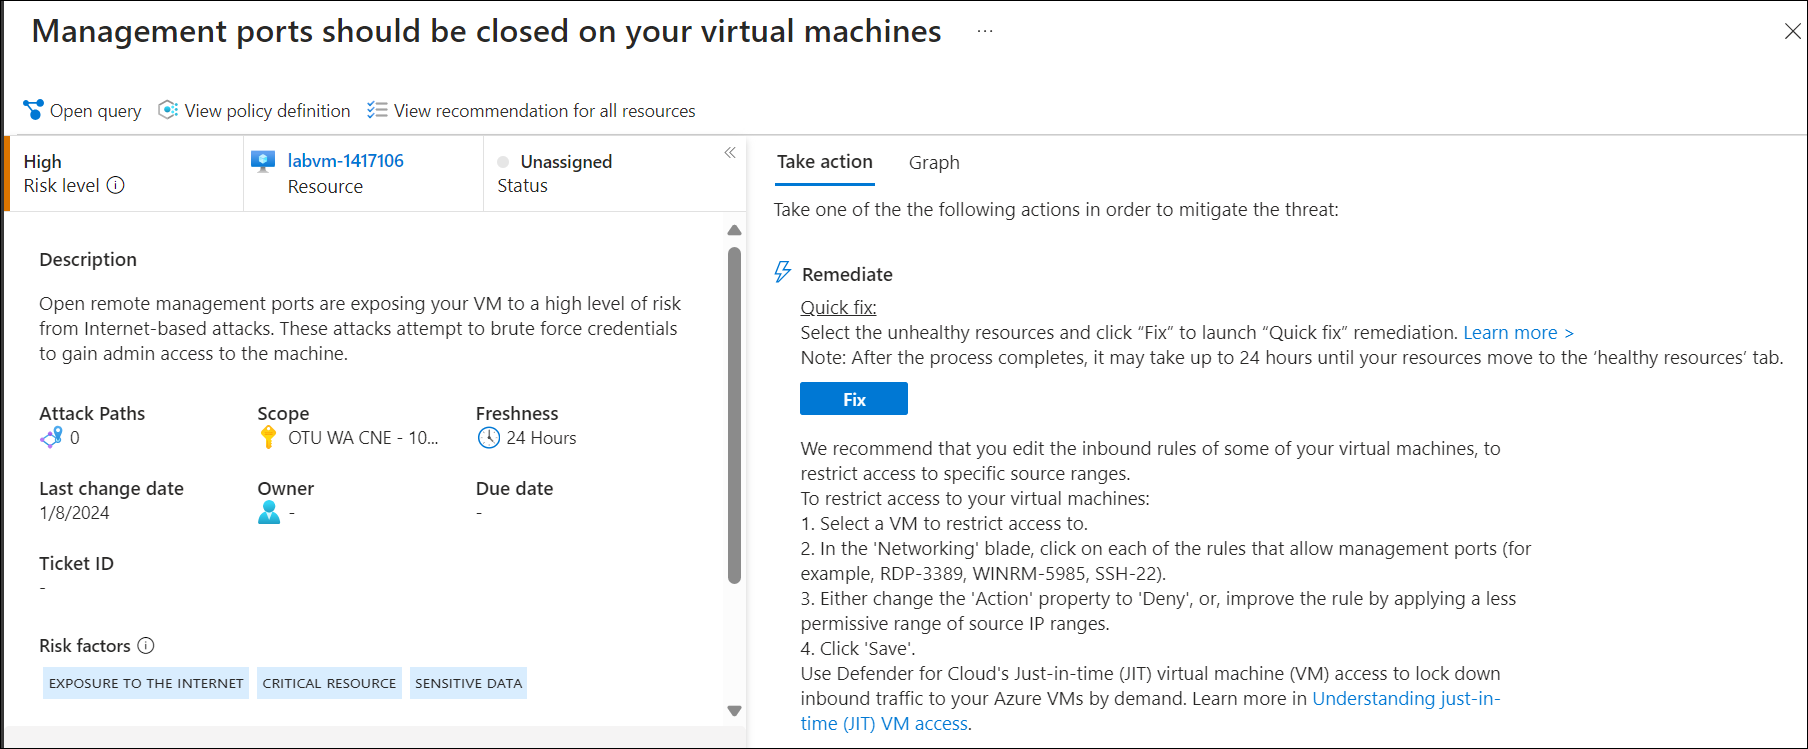 Management ports should be closed on your virtual machines ...
Open query View policy definition View recommendation for all resources
High
Risk level
labvm-1417106
Resource
Unassigned
Status
Description
Open remote management ports are exposing your VM to a high level of risk
from Internet-based attacks. These attacks attempt to brute force credentials
to gain admin access to the machine.
Attack Paths
0
Scope
OTU WA CNE - 10...
Freshness
24 Hours
Last change date
1/8/2024
Owner
-
Due date
-
Ticket ID
-
Risk factors
EXPOSURE TO THE INTERNET CRITICAL RESOURCE SENSITIVE DATA
Take action Graph
Take one of the the following actions in order to mitigate the threat:
Remediate
Quick fix:
Select the unhealthy resources and click “Fix” to launch “Quick fix” remediation. Learn more >
Note: After the process completes, it may take up to 24 hours until your resources move to the ‘healthy resources’ tab.
Fix
We recommend that you edit the inbound rules of some of your virtual machines, to
restrict access to specific source ranges.
To restrict access to your virtual machines:
1. Select a VM to restrict access to.
2. In the 'Networking' blade, click on each of the rules that allow management ports (for
example, RDP-3389, WINRM-5985, SSH-22).
3. Either change the 'Action' property to 'Deny', or, improve the rule by applying a less
permissive range of source IP ranges.
4. Click 'Save'.
Use Defender for Cloud's Just-in-time (JIT) virtual machine (VM) access to lock down
inbound traffic to your Azure VMs by demand. Learn more in Understanding just-in-
time (JIT) VM access.